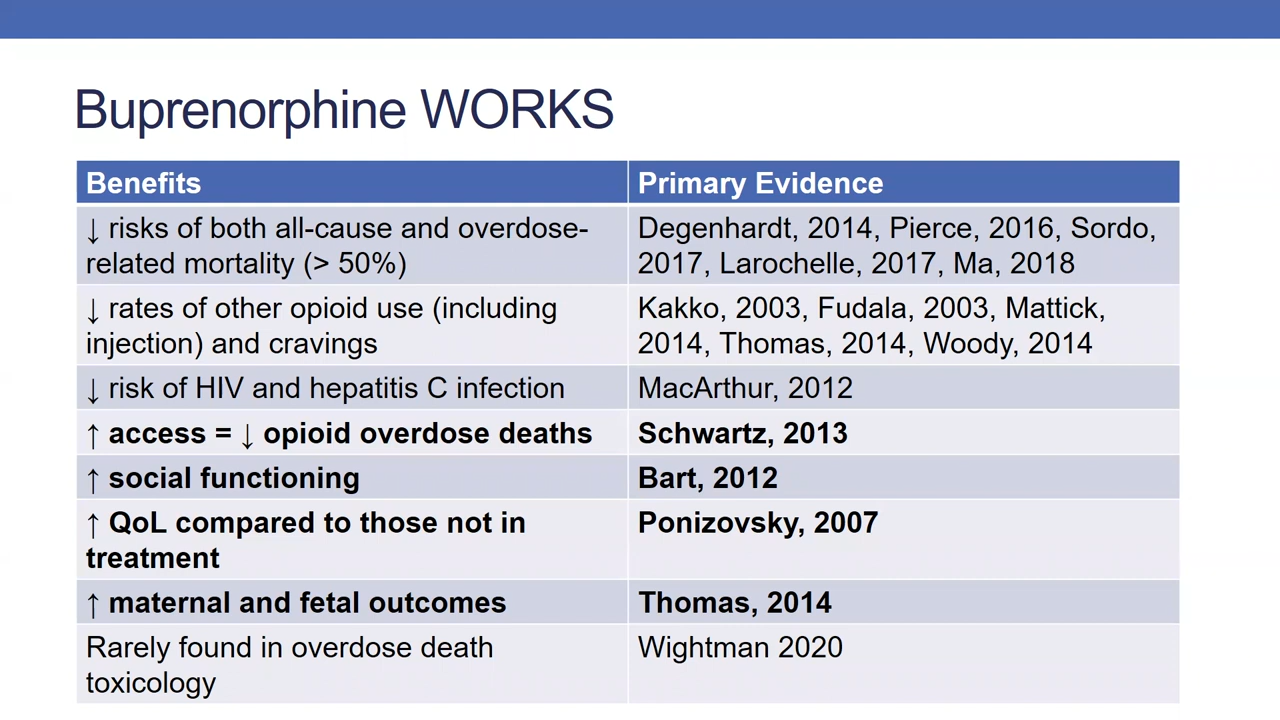 Buprenorphine WORKS
Benefits
Primary Evidence
↓ risks of both all-cause and overdose-
related mortality (> 50%)
Degenhardt, 2014, Pierce, 2016, Sordo,
2017, Larochelle, 2017, Ma, 2018
↓ rates of other opioid use (including
injection) and cravings
Kakko, 2003, Fudala, 2003, Mattick,
2014, Thomas, 2014, Woody, 2014
↓ risk of HIV and hepatitis C infection
MacArthur, 2012
↑ access = ↓ opioid overdose deaths
Schwartz, 2013
↑ social functioning
Bart, 2012
↑ QoL compared to those not in
treatment
Ponizovsky, 2007
↑ maternal and fetal outcomes
Thomas, 2014
Rarely found in overdose death
toxicology
Wightman 2020